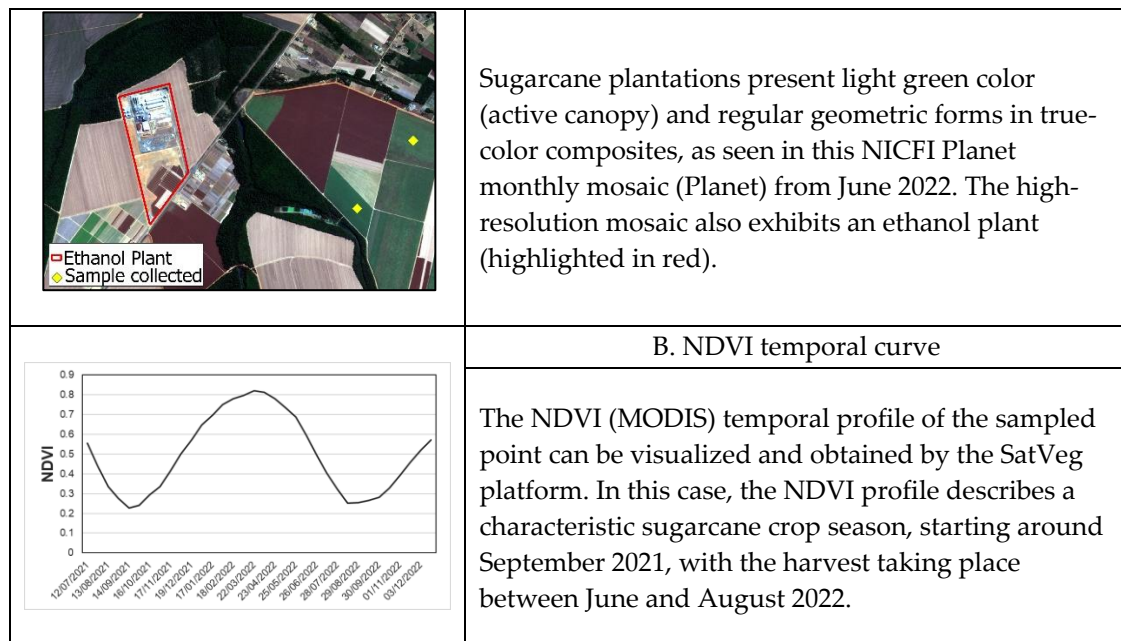 Ethanol Plant
Sample collected
Sugarcane plantations present light green color
(active canopy) and regular geometric forms in true-
color composites, as seen in this NICFI Planet
monthly mosaic (Planet) from June 2022. The high-
resolution mosaic also exhibits an ethanol plant
(highlighted in red).
B. NDVI temporal curve
0.9
0.8
0.7
0.6
0.5
0.4
0.3
0.2
0.1
0
NDVI
12/07/2021
13/08/2021
14/09/2021
16/10/2021
17/11/2021
19/12/2021
17/01/2022
18/02/2022
22/03/2022
23/04/2022
25/05/2022
26/06/2022
28/07/2022
29/08/2022
30/09/2022
01/11/2022
03/12/2022
The NDVI (MODIS) temporal profile of the sampled
point can be visualized and obtained by the SatVeg
platform. In this case, the NDVI profile describes a
characteristic sugarcane crop season, starting around
September 2021, with the harvest taking place
between June and August 2022.